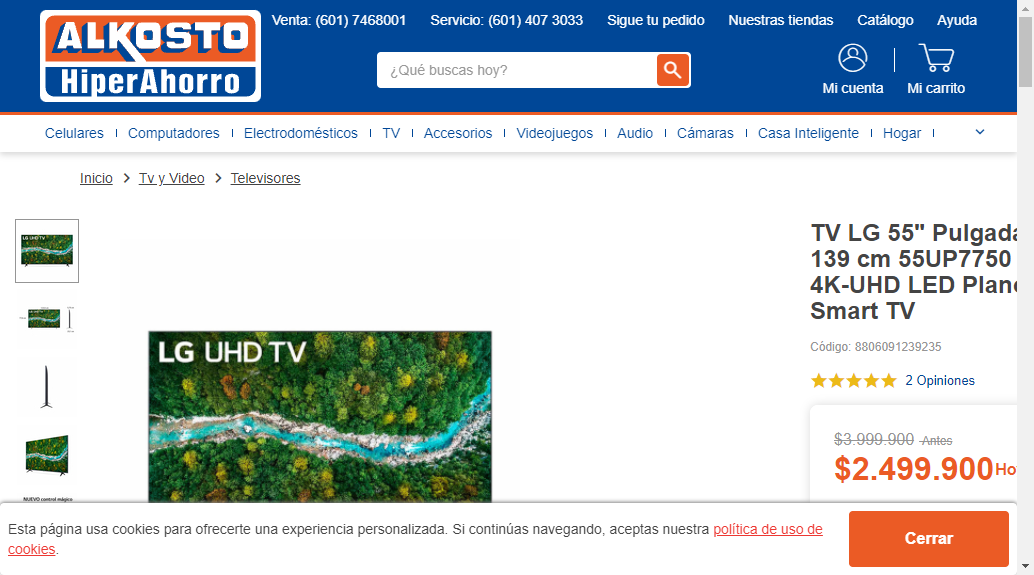 ALKOSTO
HiperAhorro
Venta: (601) 7468001 Servicio: (601) 407 3033 Sigue tu pedido Nuestras tiendas Catálogo Ayuda
¿Qué buscas hoy?
Mi cuenta Mi carrito
Celulares Computadores Electrodomésticos TV Accesorios Videojuegos Audio Cámaras Casa Inteligente Hogar
Inicio Tv y Video Televisores
LG UHD TV
NUEVO control mágico
LG UHD TV
TV LG 55" Pulgada
139 cm 55UP7750
4K-UHD LED Plano
Smart TV
Código: 8806091239235
2 Opiniones
$3.999.900 Antes
$2.499.900 Ho
Esta página usa cookies para ofrecerte una experiencia personalizada. Si continúas navegando, aceptas nuestra política de uso de
cookies.
Cerrar